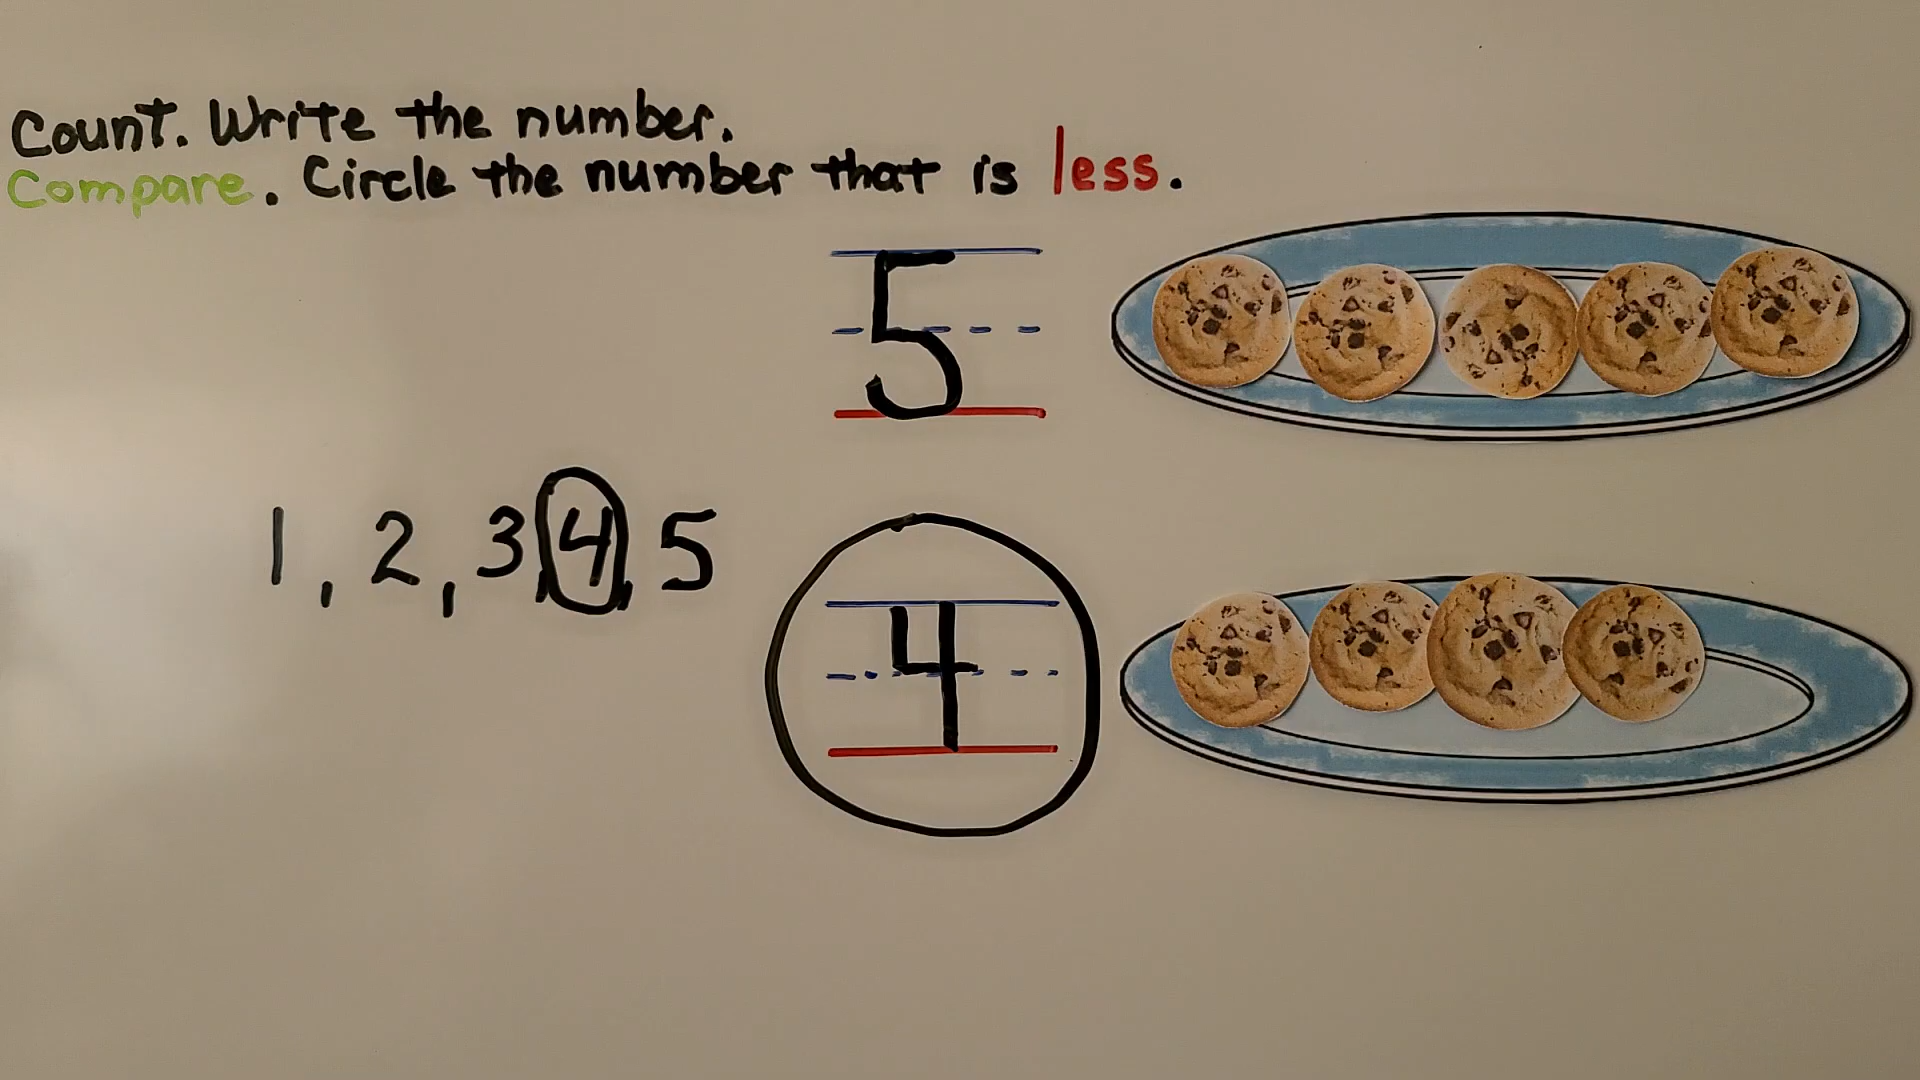 Count. Write the number.
Compare. Circle the number that is less.
5
1, 2, 3, 4, 5
4